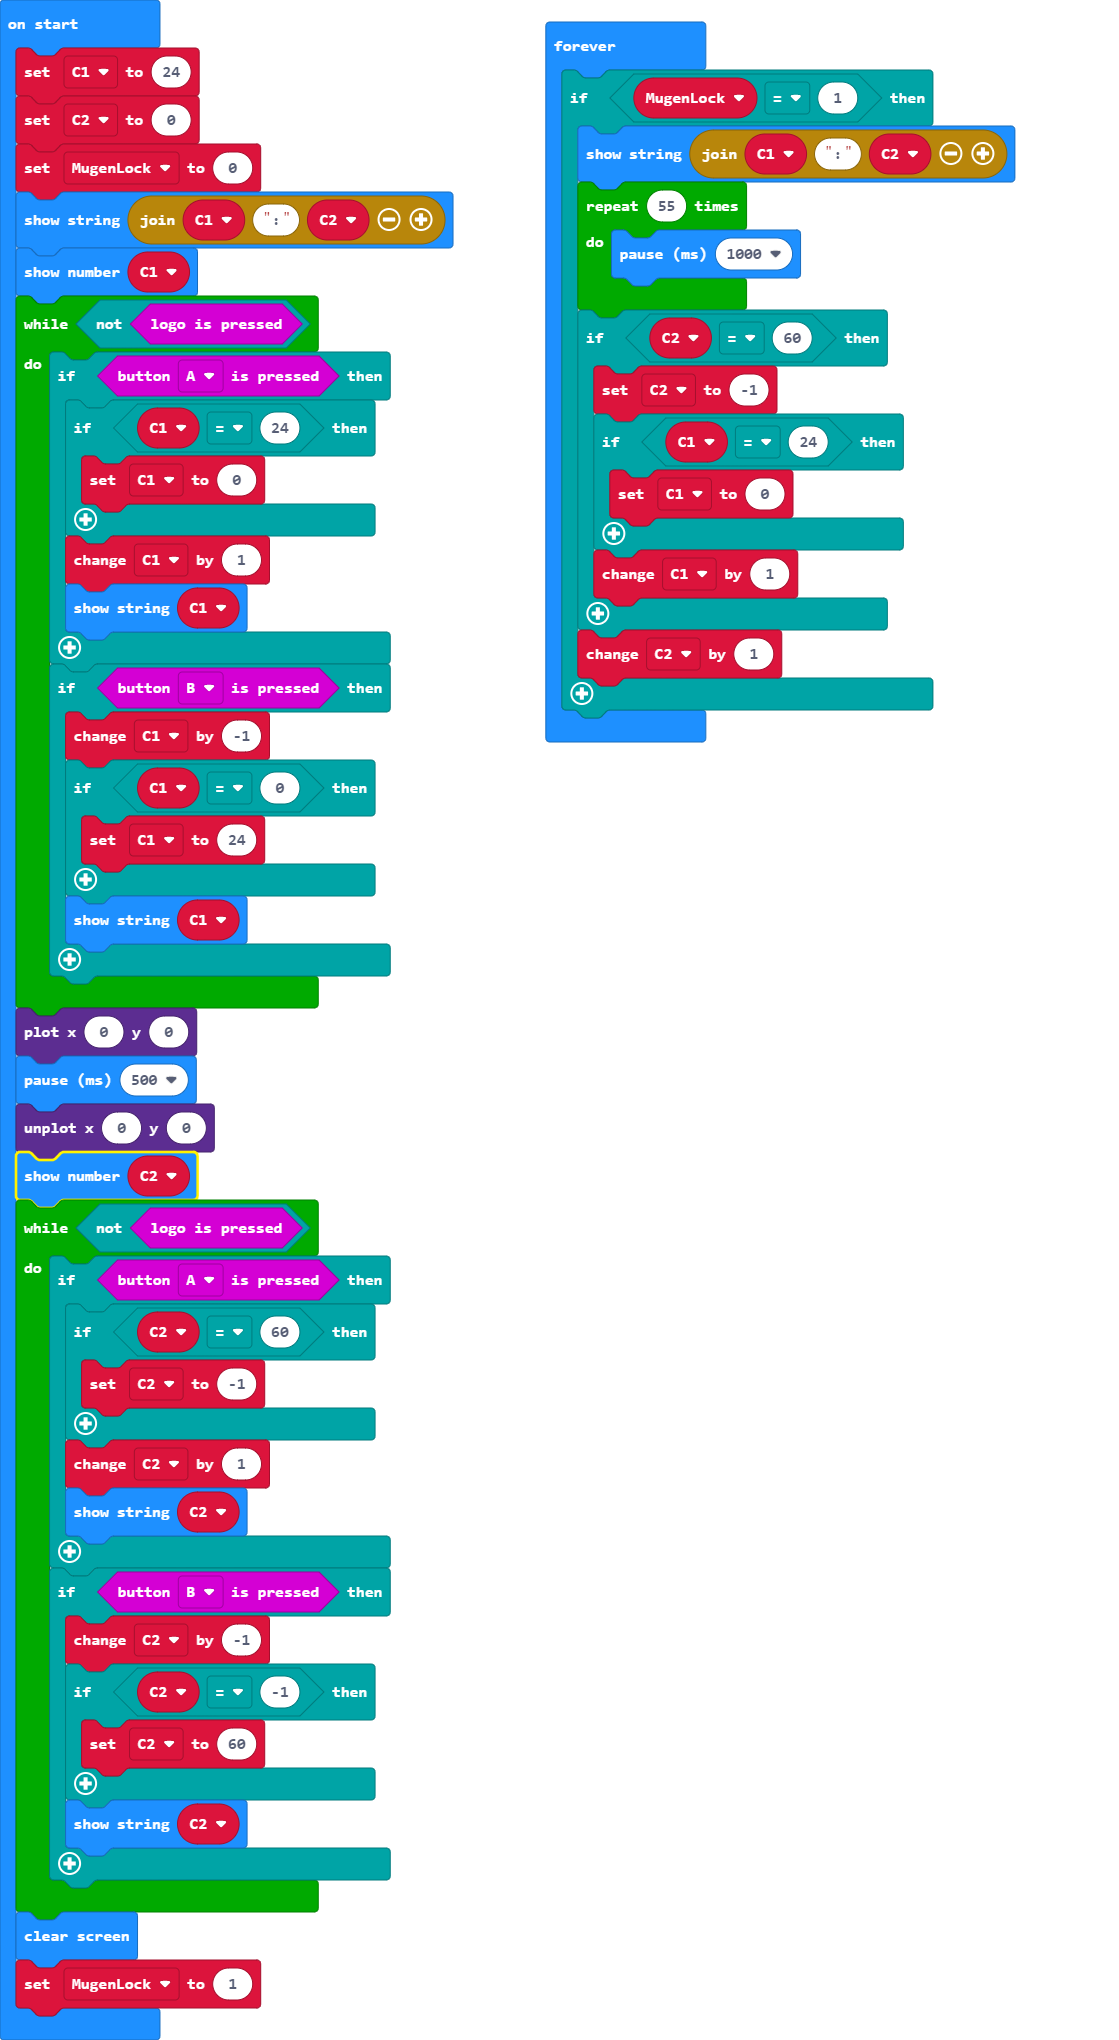 on start
set C1 to 24
set C2 to 0
set MugenLock to 0
show string join C1 ":" C2
show number C1
while not logo is pressed
do
if button A is pressed then
if C1 = 24 then
set C1 to 0
change C1 by 1
show string C1
if button B is pressed then
change C1 by -1
if C1 = 0 then
set C1 to 24
show string C1
plot x 0 y 0
pause (ms) 500
unplot x 0 y 0
show number C2
while not logo is pressed
do
if button A is pressed then
if C2 = 60 then
set C2 to -1
change C2 by 1
show string C2
if button B is pressed then
change C2 by -1
if C2 = -1 then
set C2 to 60
show string C2
clear screen
set MugenLock to 1
forever
if MugenLock = 1 then
show string join C1 ":" C2
repeat 55 times
do
pause (ms) 1000
if C2 = 60 then
set C2 to -1
if C1 = 24 then
set C1 to 0
change C1 by 1
change C2 by 1